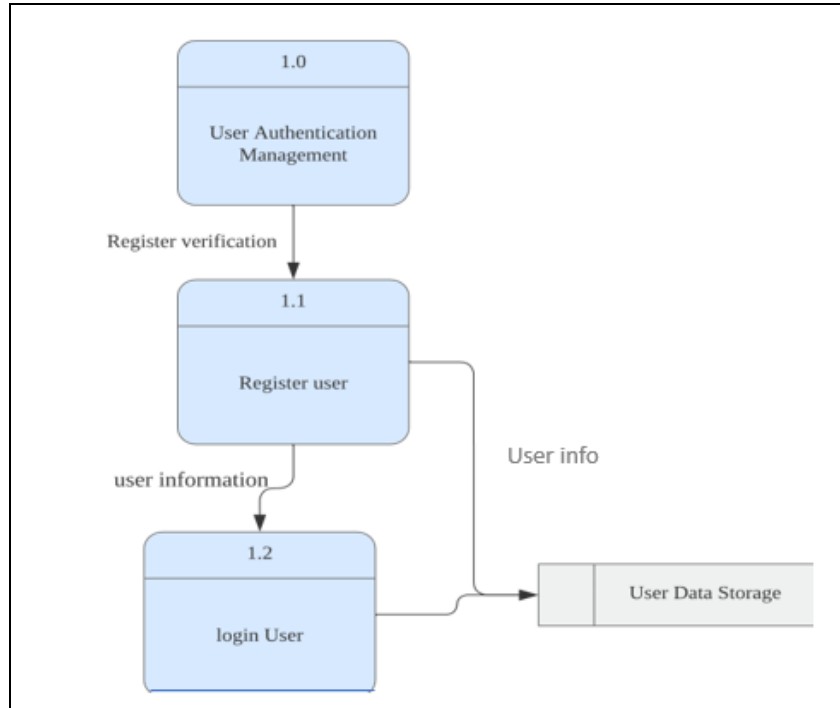 1.0
User Authentication
Management
Register verification
1.1
Register user
User info
user information
1.2
login User
User Data Storage